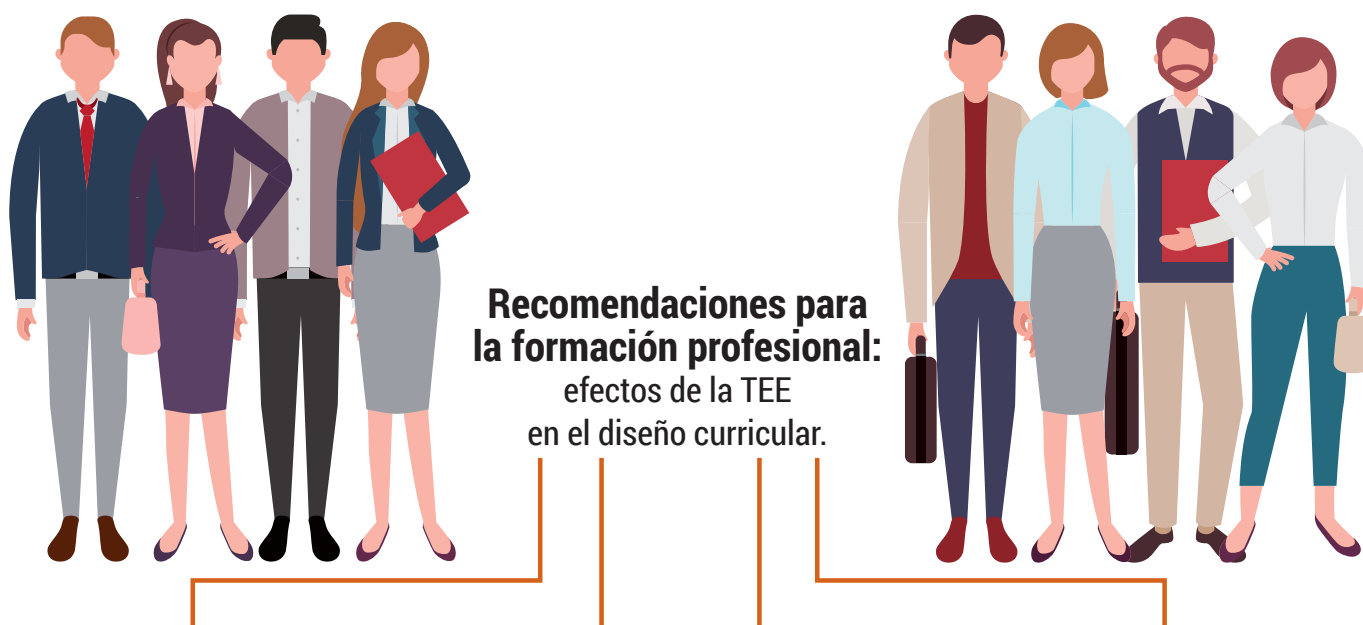 Recomendaciones para
la formación profesional:
efectos de la TEE
en el diseño curricular.